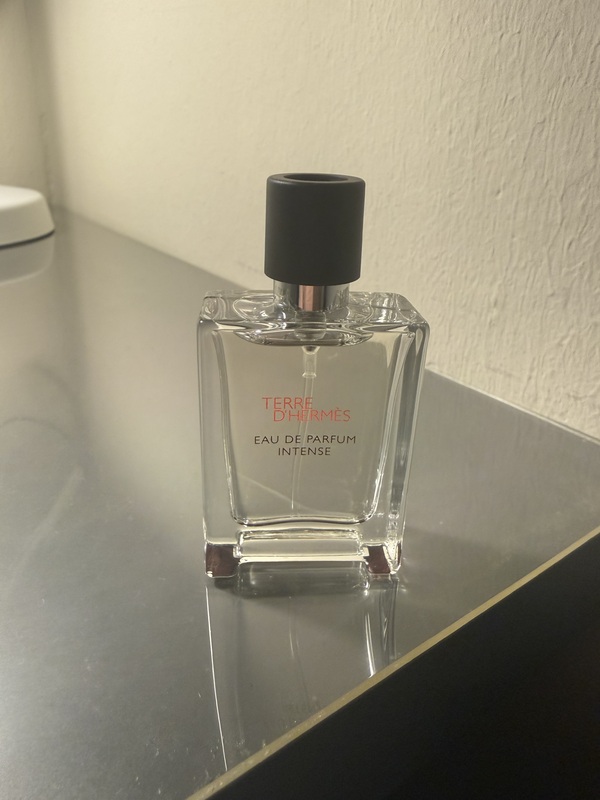 TERRE
D'HERMÈS
EAU DE PARFUM
INTENSE